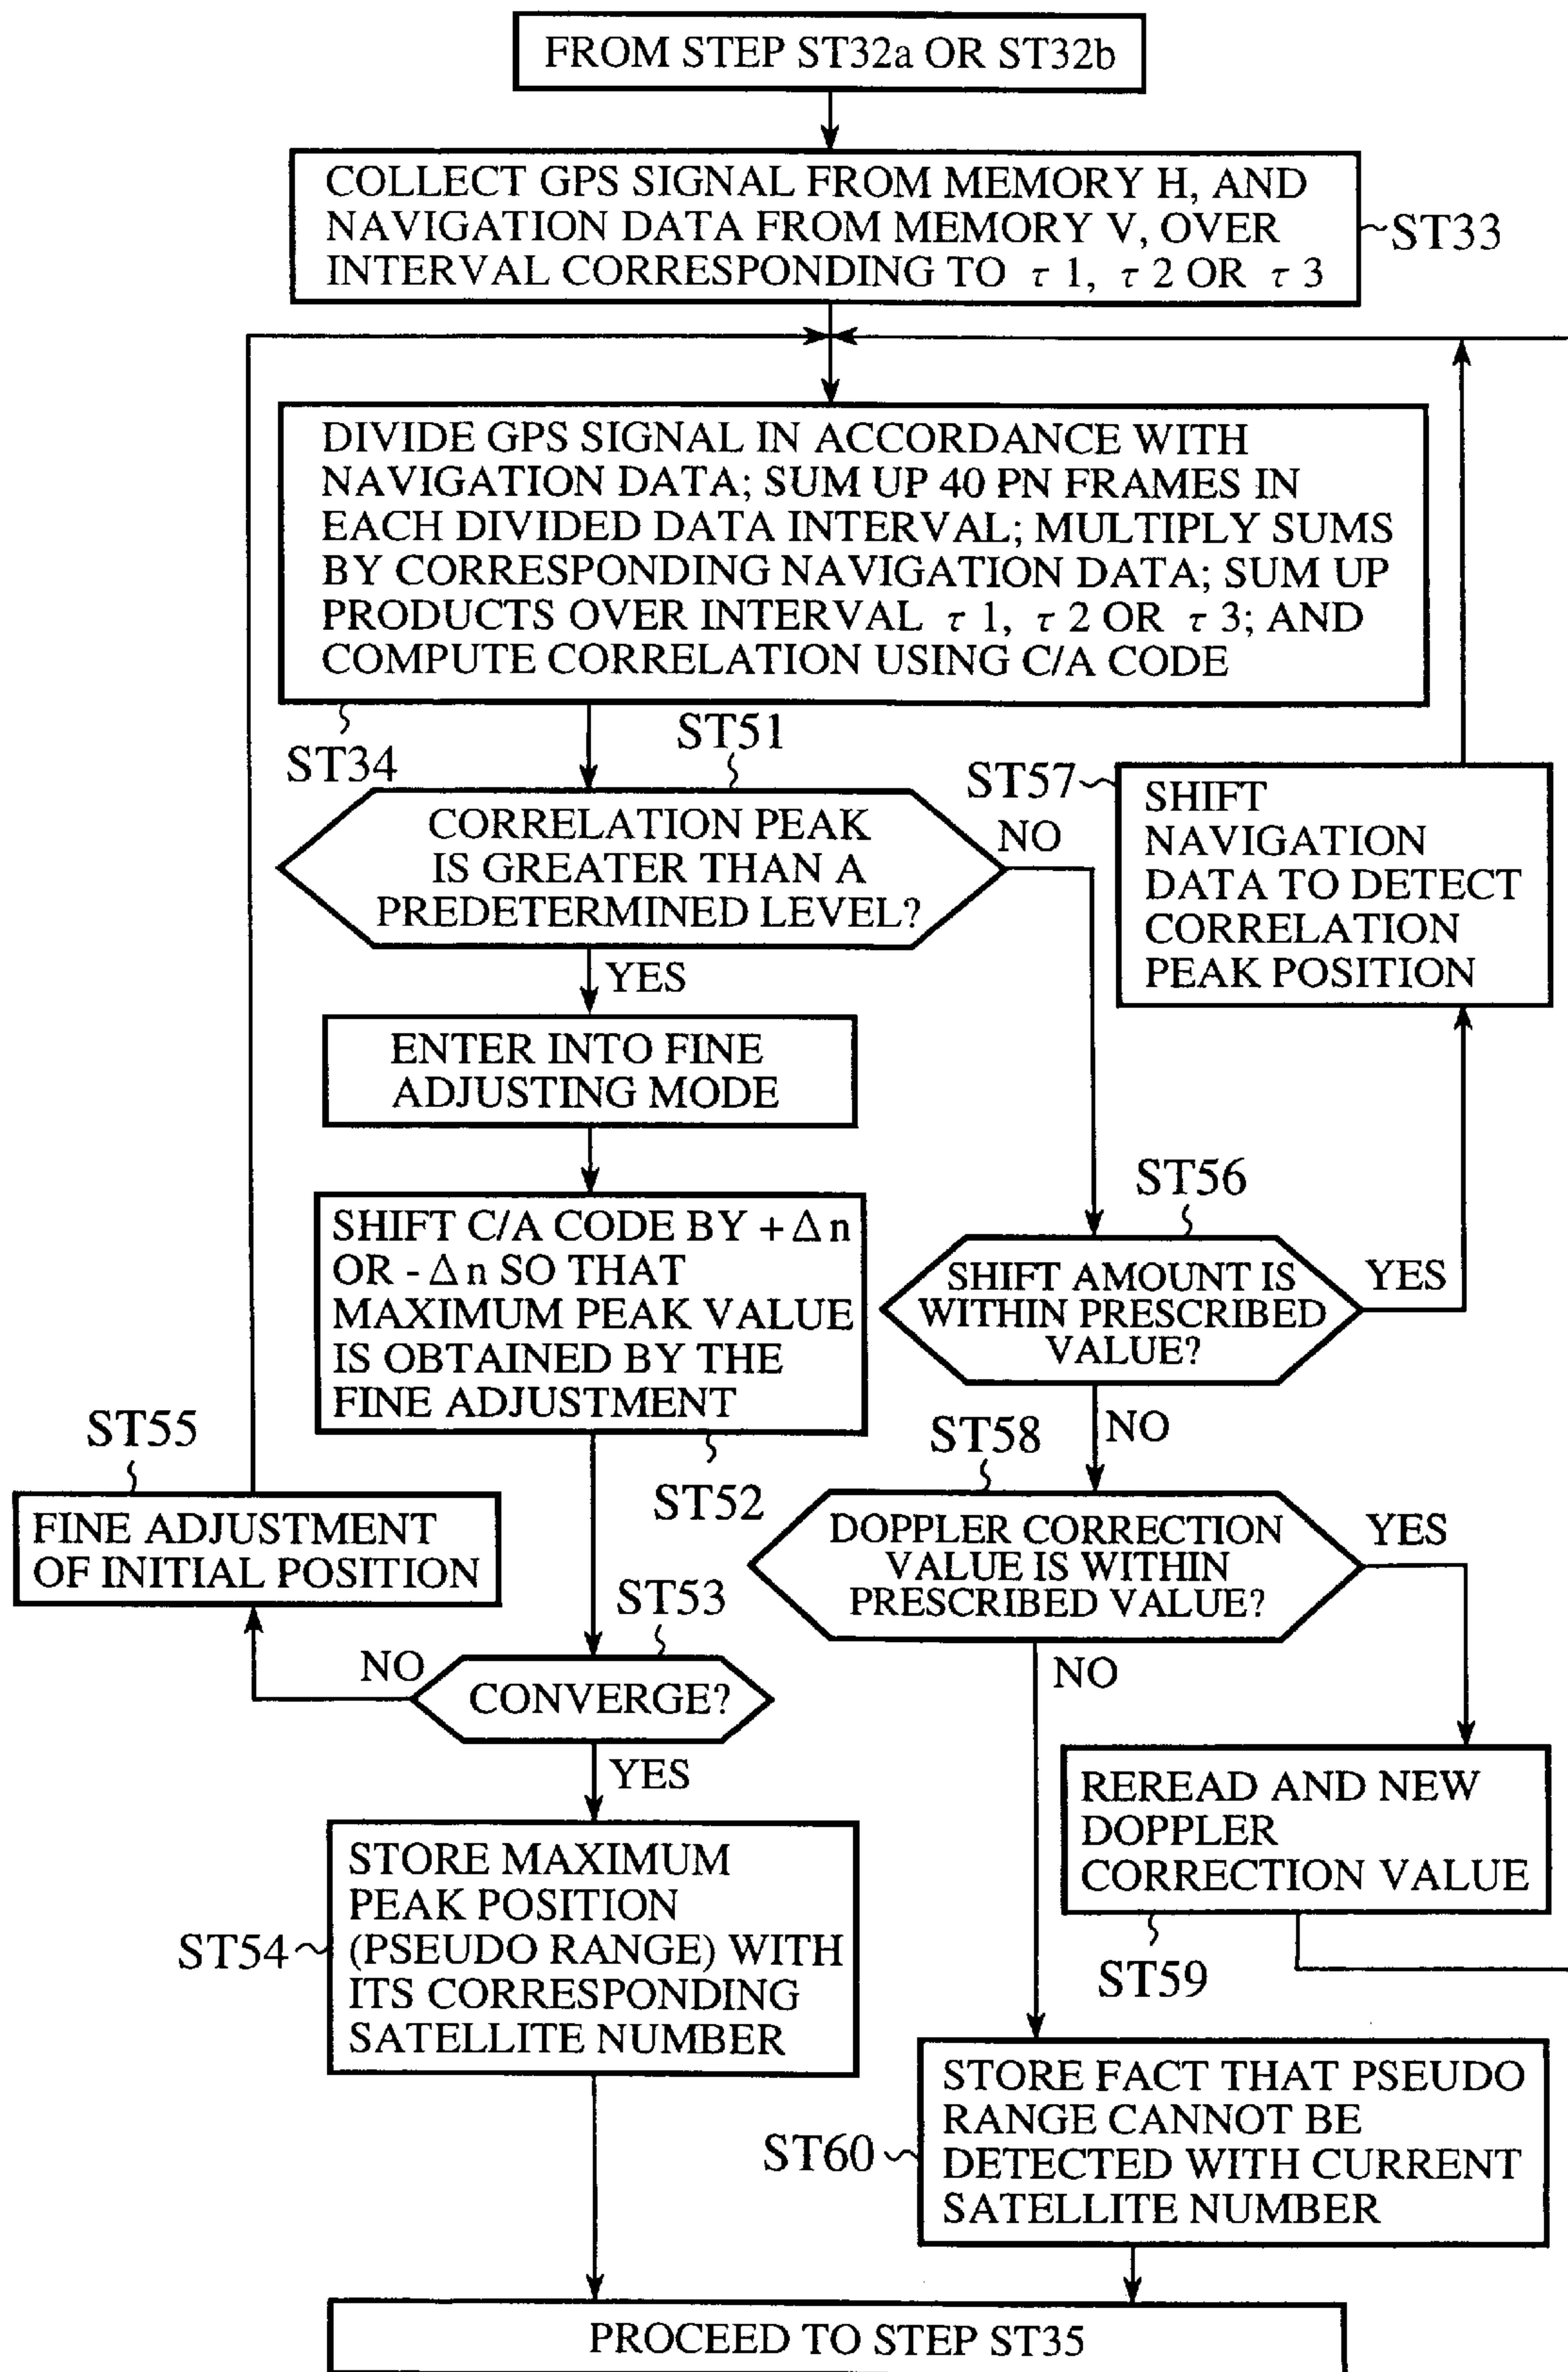 FROM STEP ST32a OR ST32b
COLLECT GPS SIGNAL FROM MEMORY H, AND
NAVIGATION DATA FROM MEMORY V, OVER
INTERVAL CORRESPONDING TO τ 1, τ 2 OR τ 3
ST33
DIVIDE GPS SIGNAL IN ACCORDANCE WITH
NAVIGATION DATA; SUM UP 40 PN FRAMES IN
EACH DIVIDED DATA INTERVAL; MULTIPLY SUMS
BY CORRESPONDING NAVIGATION DATA; SUM UP
PRODUCTS OVER INTERVAL τ 1, τ 2 OR τ 3; AND
COMPUTE CORRELATION USING C/A CODE
ST34
ST51
CORRELATION PEAK
IS GREATER THAN A
PREDETERMINED LEVEL?
NO
YES
ST57
SHIFT
NAVIGATION
DATA TO DETECT
CORRELATION
PEAK POSITION
ENTER INTO FINE
ADJUSTING MODE
SHIFT C/A CODE BY + Δ n
OR - Δ n SO THAT
MAXIMUM PEAK VALUE
IS OBTAINED BY THE
FINE ADJUSTMENT
ST52
ST56
SHIFT AMOUNT IS
WITHIN PRESCRIBED
VALUE?
YES
NO
ST55
FINE ADJUSTMENT
OF INITIAL POSITION
ST58
DOPPLER CORRECTION
VALUE IS WITHIN
PRESCRIBED VALUE?
YES
NO
ST53
CONVERGE?
NO
YES
REREAD AND NEW
DOPPLER
CORRECTION VALUE
ST59
ST54
STORE MAXIMUM
PEAK POSITION
(PSEUDO RANGE) WITH
ITS CORRESPONDING
SATELLITE NUMBER
ST60
STORE FACT THAT PSEUDO
RANGE CANNOT BE
DETECTED WITH CURRENT
SATELLITE NUMBER
PROCEED TO STEP ST35